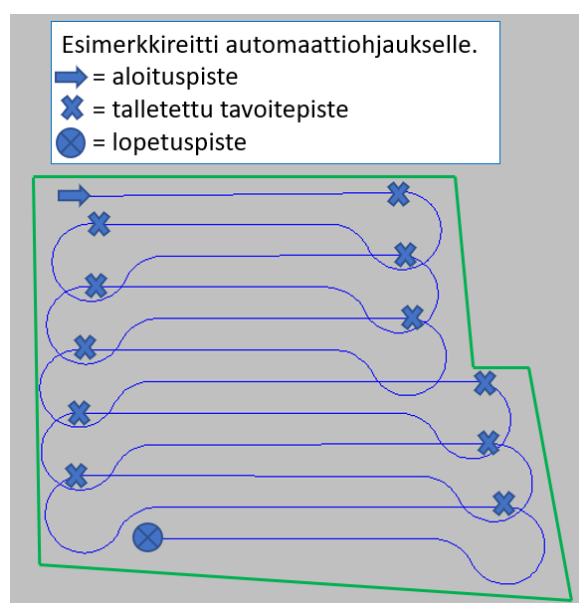 Esimerkkireitti automaattiohjaukselle.
= aloituspiste
= talletettu tavoitepiste
= lopetuspiste